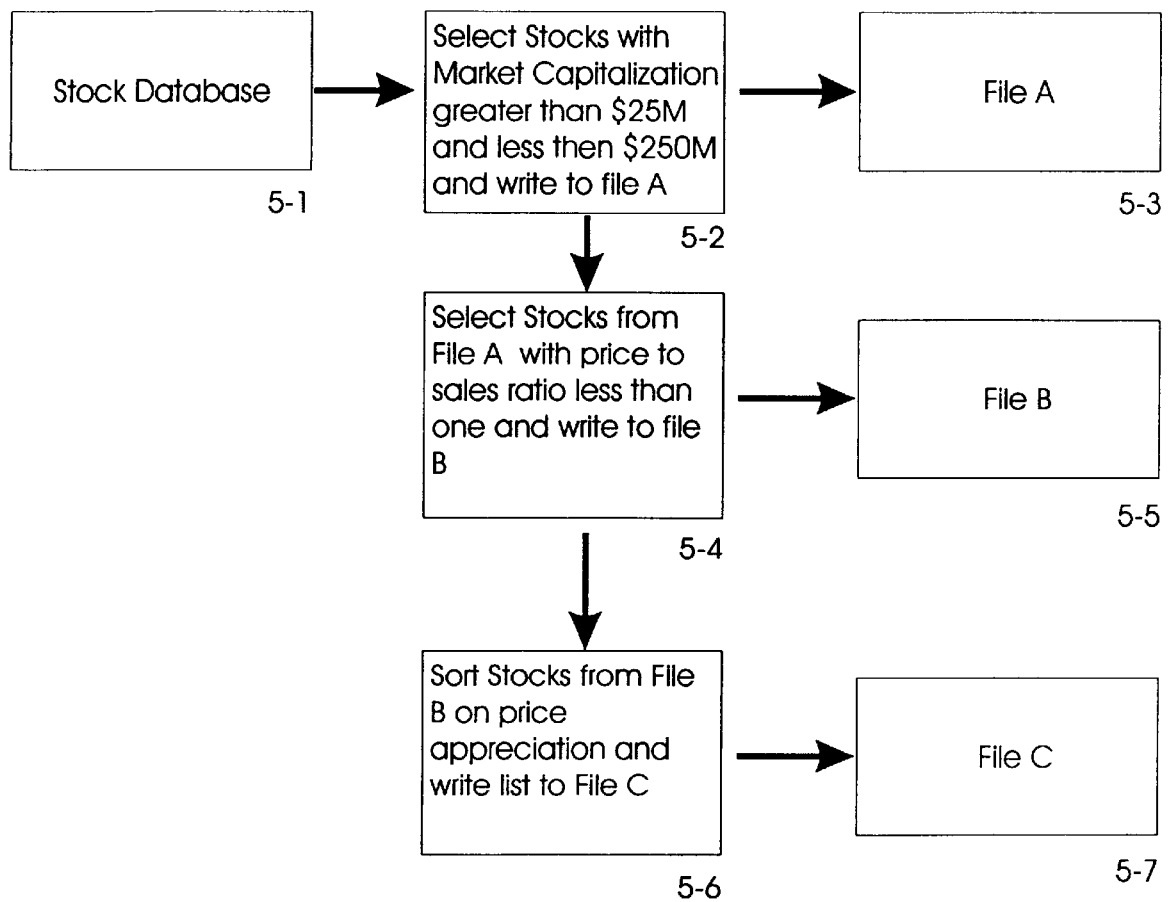 Stock Database
5-1
Select Stocks with
Market Capitalization
greater than $25M
and less then $250M
and write to file A
5-2
File A
5-3
Select Stocks from
File A with price to
sales ratio less than
one and write to file
B
5-4
File B
5-5
Sort Stocks from File
B on price
appreciation and
write list to File C
5-6
File C
5-7